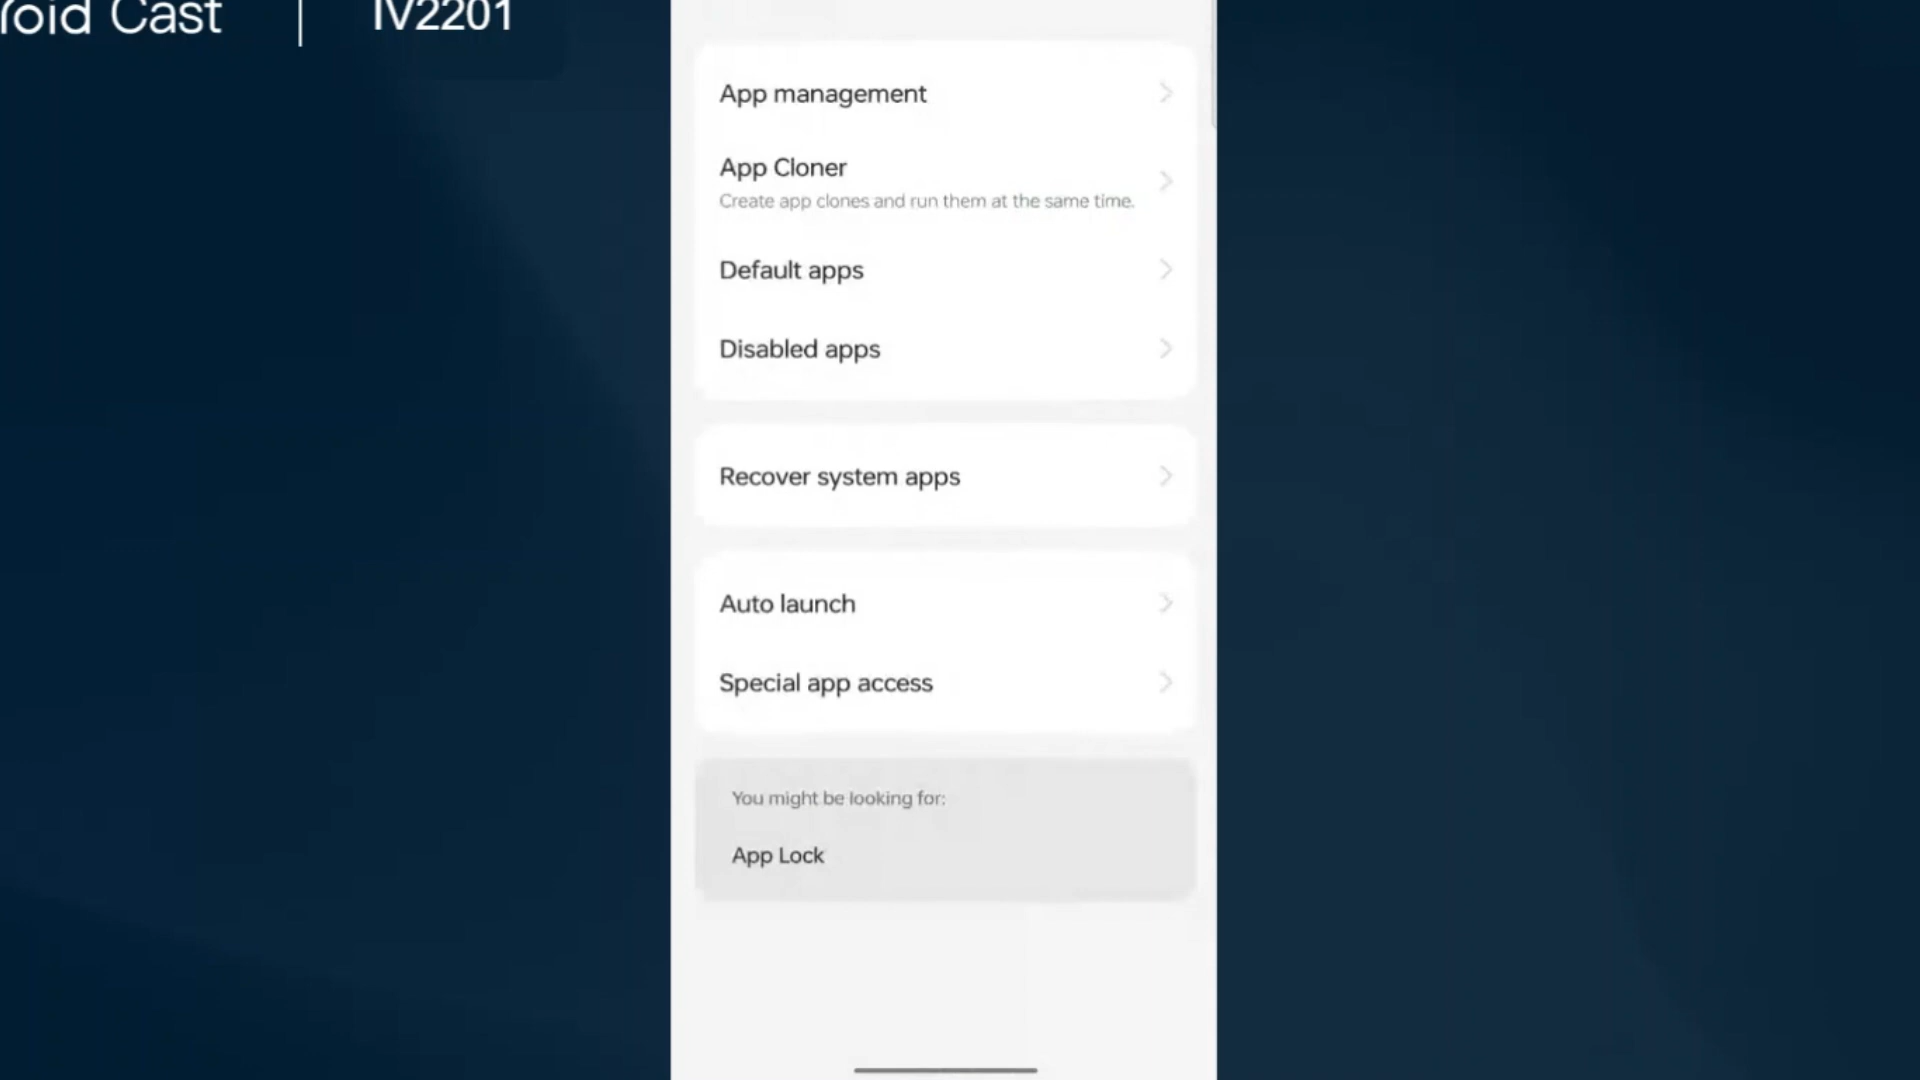 roid Cast | IV2201
App management
App Cloner
Create app clones and run them at the same time.
Default apps
Disabled apps
Recover system apps
Auto launch
Special app access
You might be looking for:
App Lock